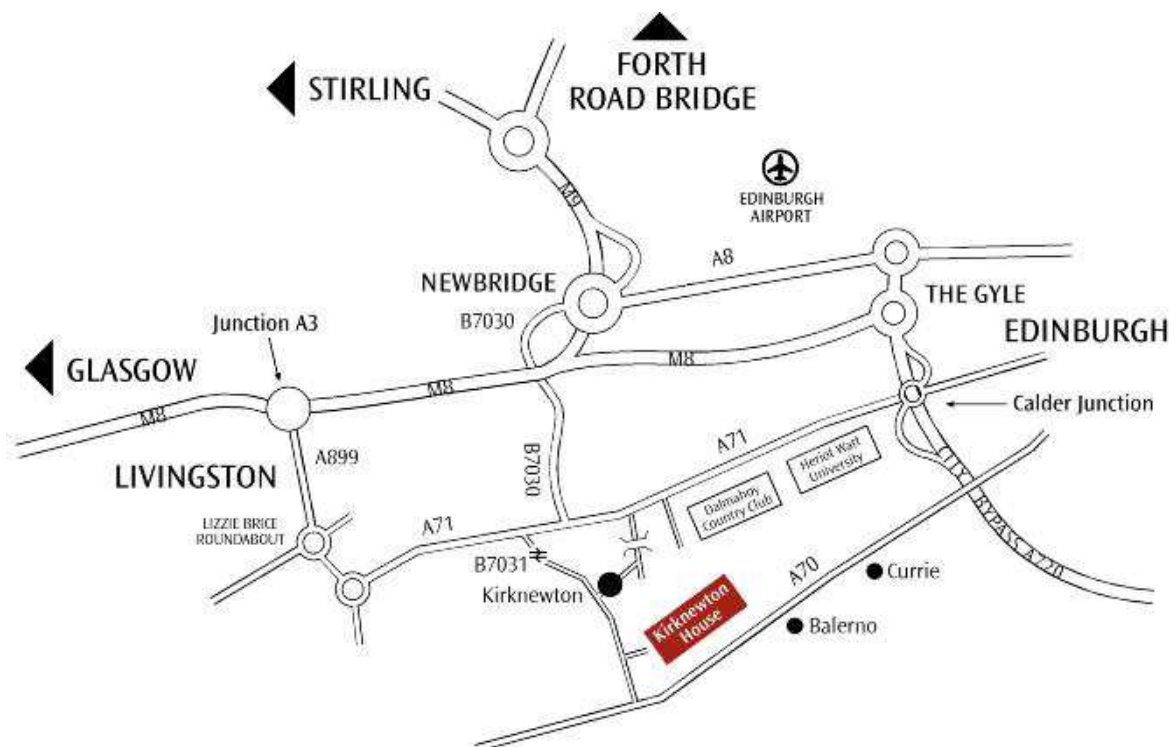 FORTH
ROAD BRIDGE
STIRLING
M9
EDINBURGH
AIRPORT
A8
NEWBRIDGE
THE GYLE
B7030
Junction A3
EDINBURGH
GLASGOW
M8
M8
M8
Calder Junction
A71
A899
B7030
Heriot Watt
University
LIVINGSTON
Dalmahoy
Country Club
CITY BYPASS A720
LIZZIE BRICE
ROUNDABOUT
A71
B7031
Kirknewton
A70
Currie
Kirknewton
House
Balerno